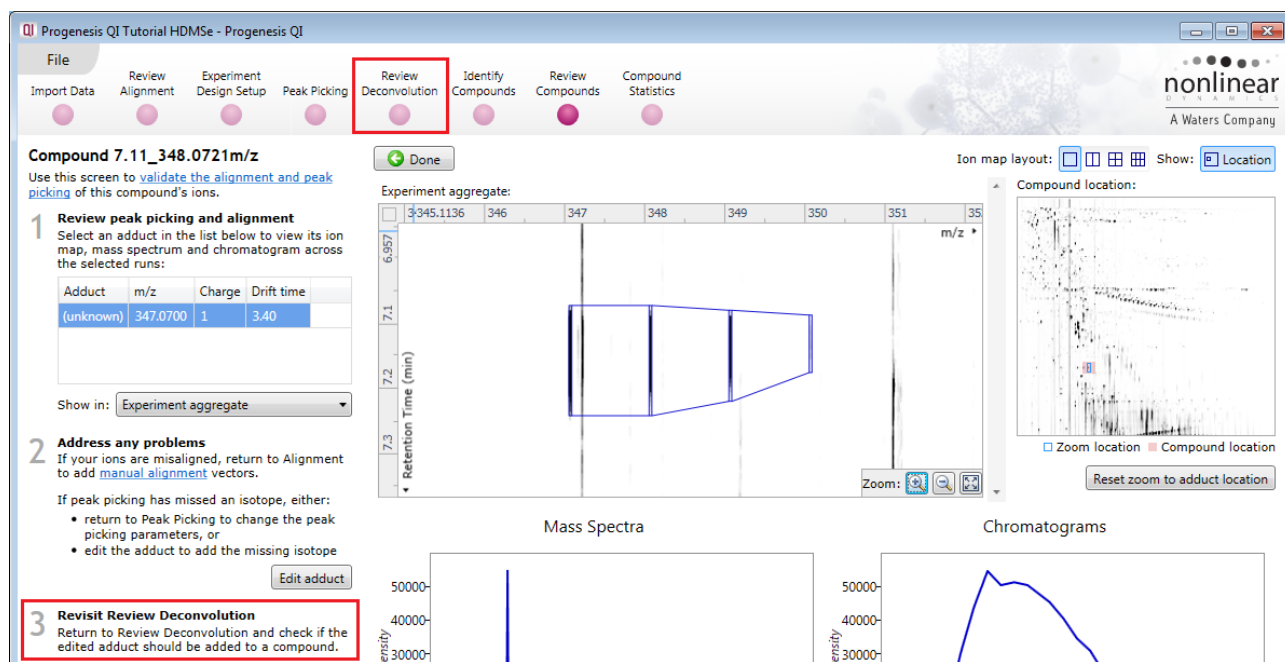 Progenesis QI Tutorial HDMSe - Progenesis QI
File
Import Data
Review
Alignment
Experiment
Design Setup
Peak Picking
Review
Deconvolution
Identify
Compounds
Review
Compounds
Compound
Statistics
nonlinear
DYNAMICS
A Waters Company
Compound 7.11_348.0721m/z
Use this screen to validate the alignment and peak
picking of this compound's ions.
1
Review peak picking and alignment
Select an adduct in the list below to view its ion
map, mass spectrum and chromatogram across
the selected runs:
Adduct m/z Charge Drift time
(unknown) 347.0700 1 3.40
Show in: Experiment aggregate
2
Address any problems
If your ions are misaligned, return to Alignment
to add manual alignment vectors.
If peak picking has missed an isotope, either:
• return to Peak Picking to change the peak
picking parameters, or
• edit the adduct to add the missing isotope
Edit adduct
3
Revisit Review Deconvolution
Return to Review Deconvolution and check if the
edited adduct should be added to a compound.
Done
Ion map layout:
Show: Location
Experiment aggregate:
345.1136 346 347 348 349 350 351
m/z
6.957
7.1
7.2
7.3
Retention Time (min)
Zoom:
Compound location:
Zoom location Compound location
Reset zoom to adduct location
Mass Spectra
50000
40000
30000
Chromatograms
50000
40000
30000